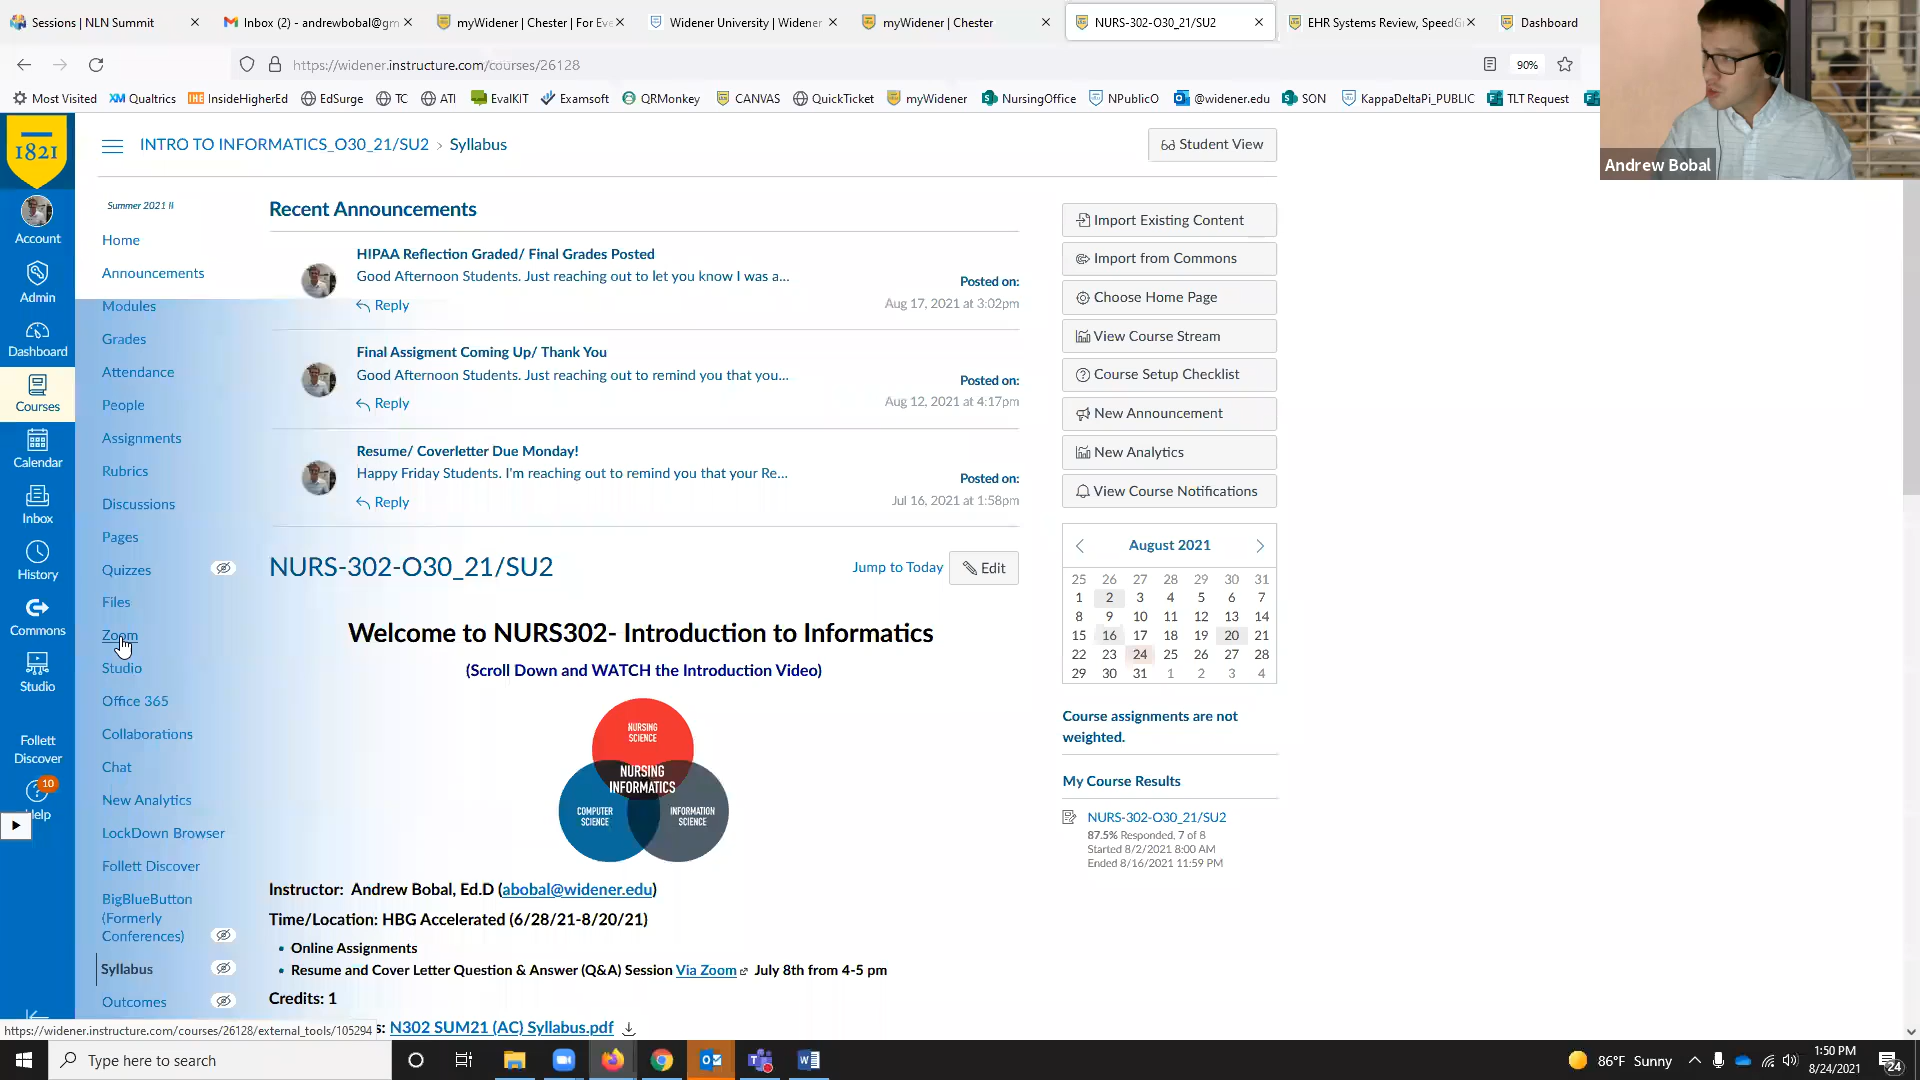 Sessions | NLN Summit
Inbox (2) - andrewbobal@gm
myWidener | Chester | For Eve
Widener University | Widener
myWidener | Chester
NURS-302-O30_21/SU2
EHR Systems Review, SpeedG
Dashboard
https://widener.instructure.com/courses/26128
90%
Most Visited
Qualtrics
InsideHigherEd
EdSurge
TC
ATI
EvalKIT
Examsoft
QRMonkey
CANVAS
QuickTicket
myWidener
NursingOffice
NPublicO
@widener.edu
SON
KappaDeltaPi_PUBLIC
TLT Request
Andrew Bobal
1821
Account
Admin
Dashboard
Courses
Calendar
Inbox
History
Commons
Studio
Follett
Discover
10
INTRO TO INFORMATICS_O30_21/SU2 › Syllabus
Student View
Summer 2021 II
Home
Announcements
Modules
Grades
Attendance
People
Assignments
Rubrics
Discussions
Pages
Quizzes
Files
Zoom
Studio
Office 365
Collaborations
Chat
New Analytics
LockDown Browser
Follett Discover
BigBlueButton
(Formerly
Conferences)
Syllabus
Outcomes
Recent Announcements
HIPAA Reflection Graded/ Final Grades Posted
Good Afternoon Students. Just reaching out to let you know I was a...
Reply
Posted on:
Aug 17, 2021 at 3:02pm
Final Assigment Coming Up/ Thank You
Good Afternoon Students. Just reaching out to remind you that you...
Reply
Posted on:
Aug 12, 2021 at 4:17pm
Resume/ Coverletter Due Monday!
Happy Friday Students. I'm reaching out to remind you that your Re...
Reply
Posted on:
Jul 16, 2021 at 1:58pm
NURS-302-O30_21/SU2
Jump to Today
Edit
Welcome to NURS302- Introduction to Informatics
(Scroll Down and WATCH the Introduction Video)
NURSING
SCIENCE
NURSING
INFORMATICS
COMPUTER
SCIENCE
INFORMATION
SCIENCE
Instructor: Andrew Bobal, Ed.D (abobal@widener.edu)
Time/Location: HBG Accelerated (6/28/21-8/20/21)
• Online Assignments
• Resume and Cover Letter Question & Answer (Q&A) Session Via Zoom July 8th from 4-5 pm
Credits: 1
s: N302 SUM21 (AC) Syllabus.pdf
Import Existing Content
Import from Commons
Choose Home Page
View Course Stream
Course Setup Checklist
New Announcement
New Analytics
View Course Notifications
August 2021
25 26 27 28 29 30 31
1 2 3 4 5 6 7
8 9 10 11 12 13 14
15 16 17 18 19 20 21
22 23 24 25 26 27 28
29 30 31 1 2 3 4
Course assignments are not
weighted.
My Course Results
NURS-302-O30_21/SU2
87.5% Responded, 7 of 8
Started 8/2/2021 8:00 AM
Ended 8/16/2021 11:59 PM
https://widener.instructure.com/courses/26128/external_tools/105294
Type here to search
86°F Sunny
1:50 PM
8/24/2021
24